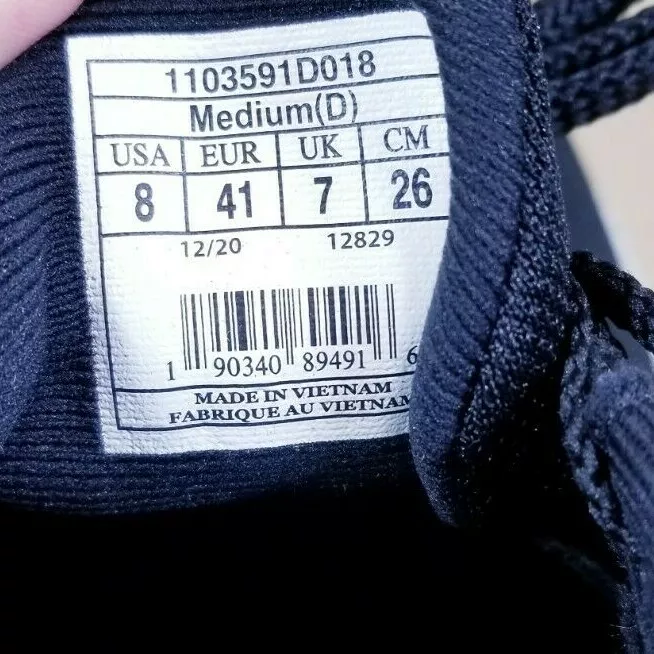 1103591D018
Medium(D)
USA EUR UK CM
8 41 7 26
12/20 12829
1 90340 89491 6
MADE IN VIETNAM
FABRIQUE AU VIETNAM